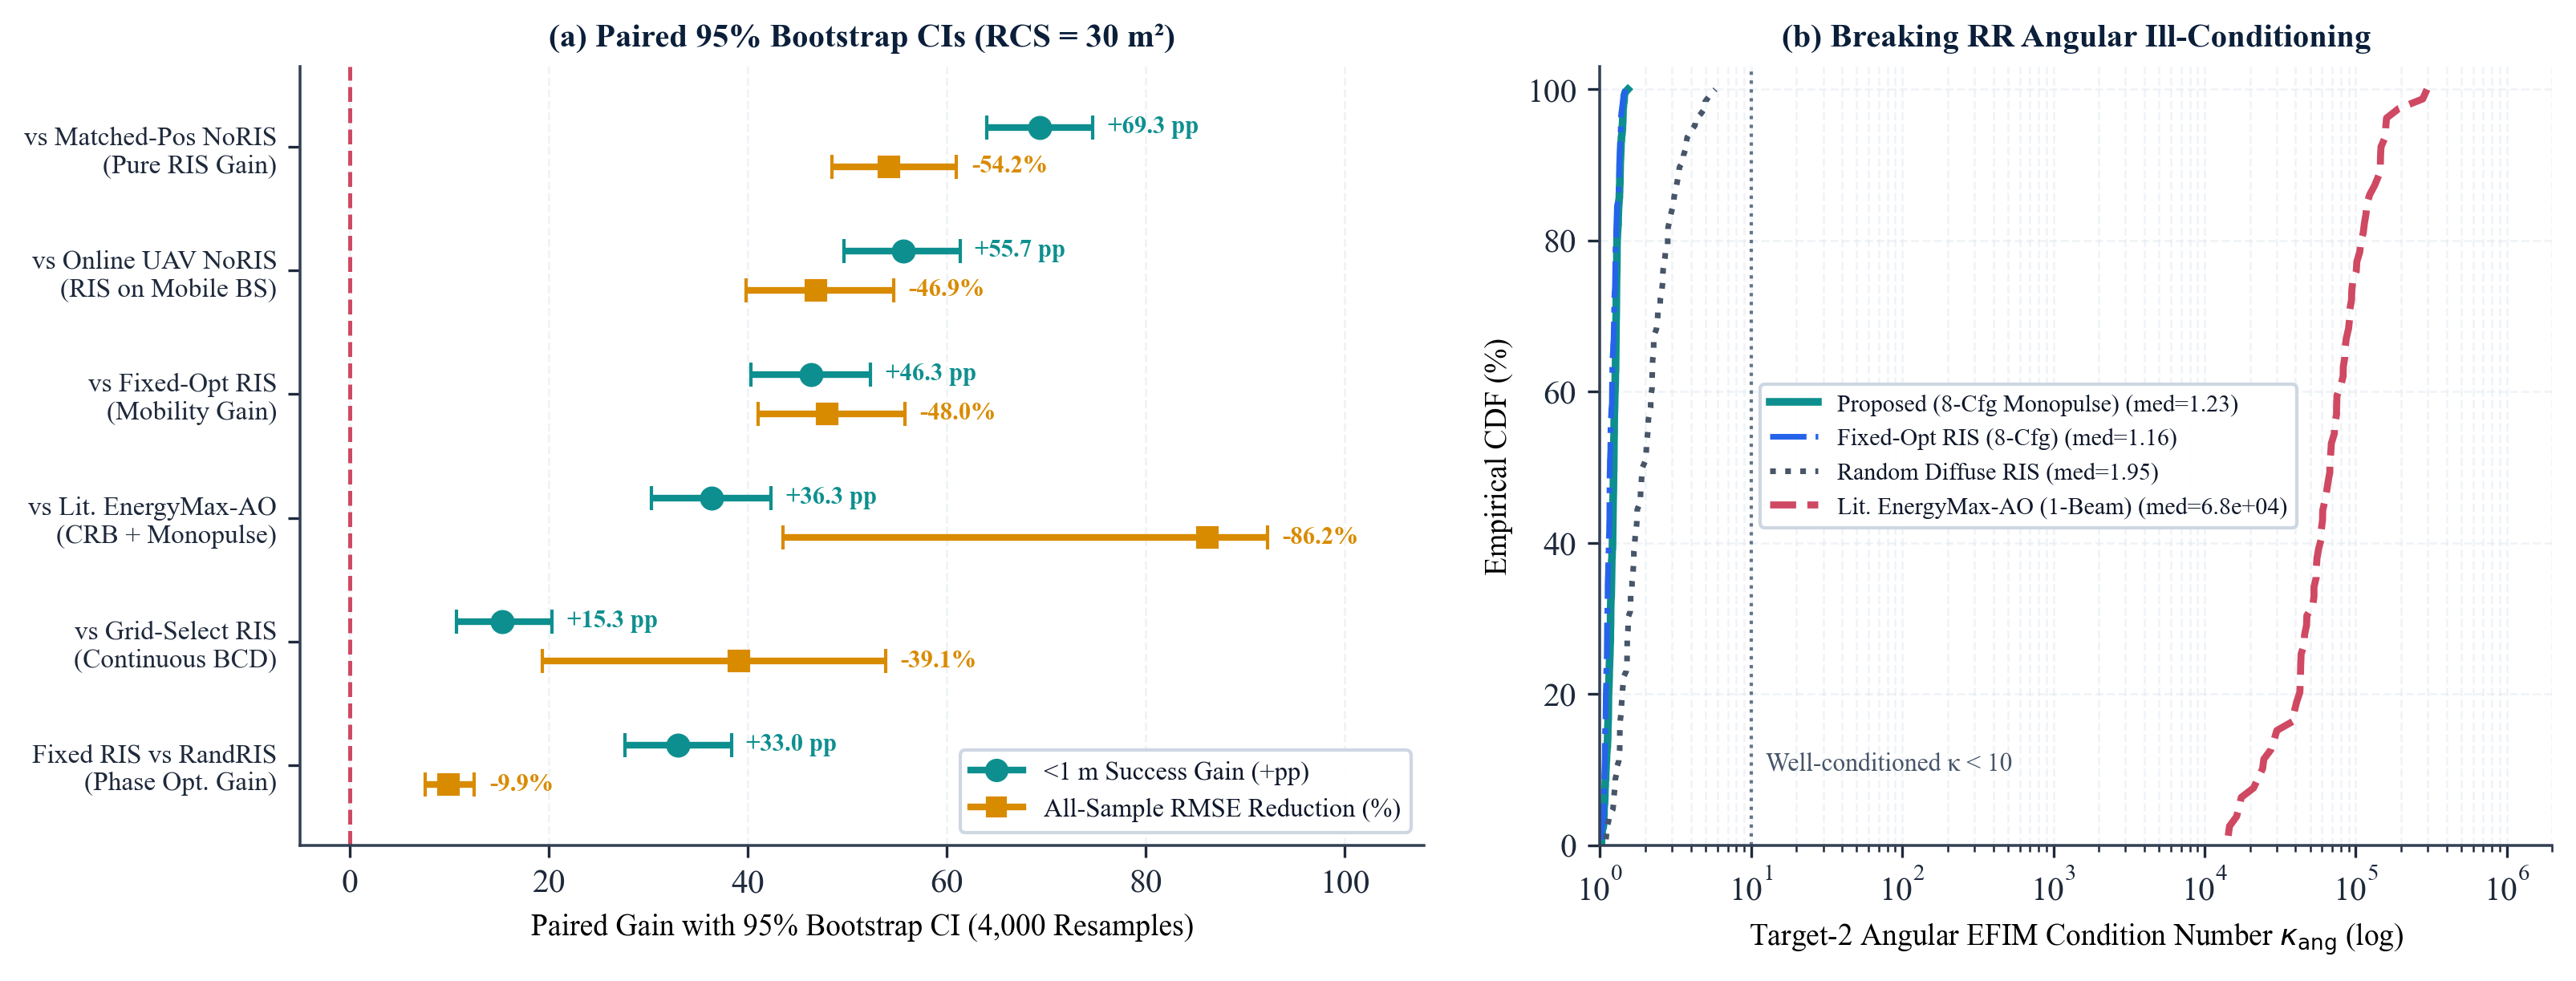 (a) Paired 95% Bootstrap CIs (RCS = 30 m²)
vs Matched-Pos NoRIS
(Pure RIS Gain)
+69.3 pp
-54.2%
vs Online UAV NoRIS
(RIS on Mobile BS)
+55.7 pp
-46.9%
vs Fixed-Opt RIS
(Mobility Gain)
+46.3 pp
-48.0%
vs Lit. EnergyMax-AO
(CRB + Monopulse)
+36.3 pp
-86.2%
vs Grid-Select RIS
(Continuous BCD)
+15.3 pp
-39.1%
Fixed RIS vs RandRIS
(Phase Opt. Gain)
+33.0 pp
-9.9%
<1 m Success Gain (+pp)
All-Sample RMSE Reduction (%)
0 20 40 60 80 100
Paired Gain with 95% Bootstrap CI (4,000 Resamples)
(b) Breaking RR Angular Ill-Conditioning
Empirical CDF (%)
100
80
60
40
20
0
Proposed (8-Cfg Monopulse) (med=1.23)
Fixed-Opt RIS (8-Cfg) (med=1.16)
Random Diffuse RIS (med=1.95)
Lit. EnergyMax-AO (1-Beam) (med=6.8e+04)
Well-conditioned κ < 10
10⁰ 10¹ 10² 10³ 10⁴ 10⁵ 10⁶
Target-2 Angular EFIM Condition Number κ_ang (log)